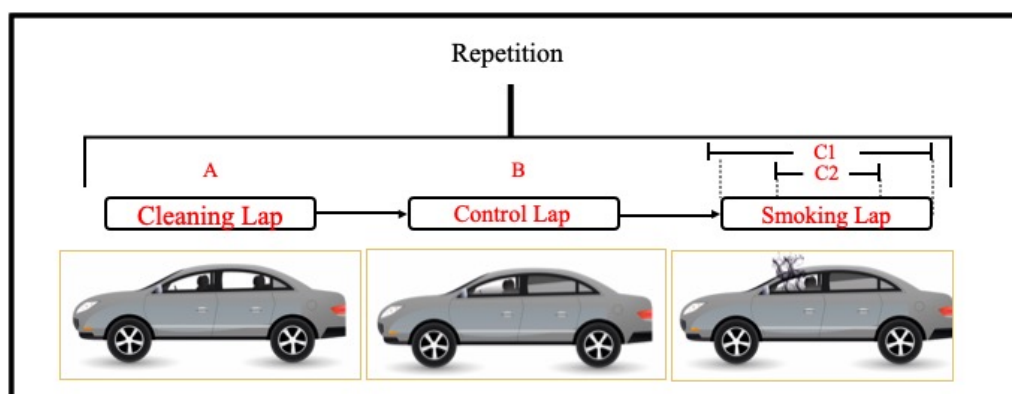 Repetition
C1
A
B
C2
Cleaning Lap
Control Lap
Smoking Lap